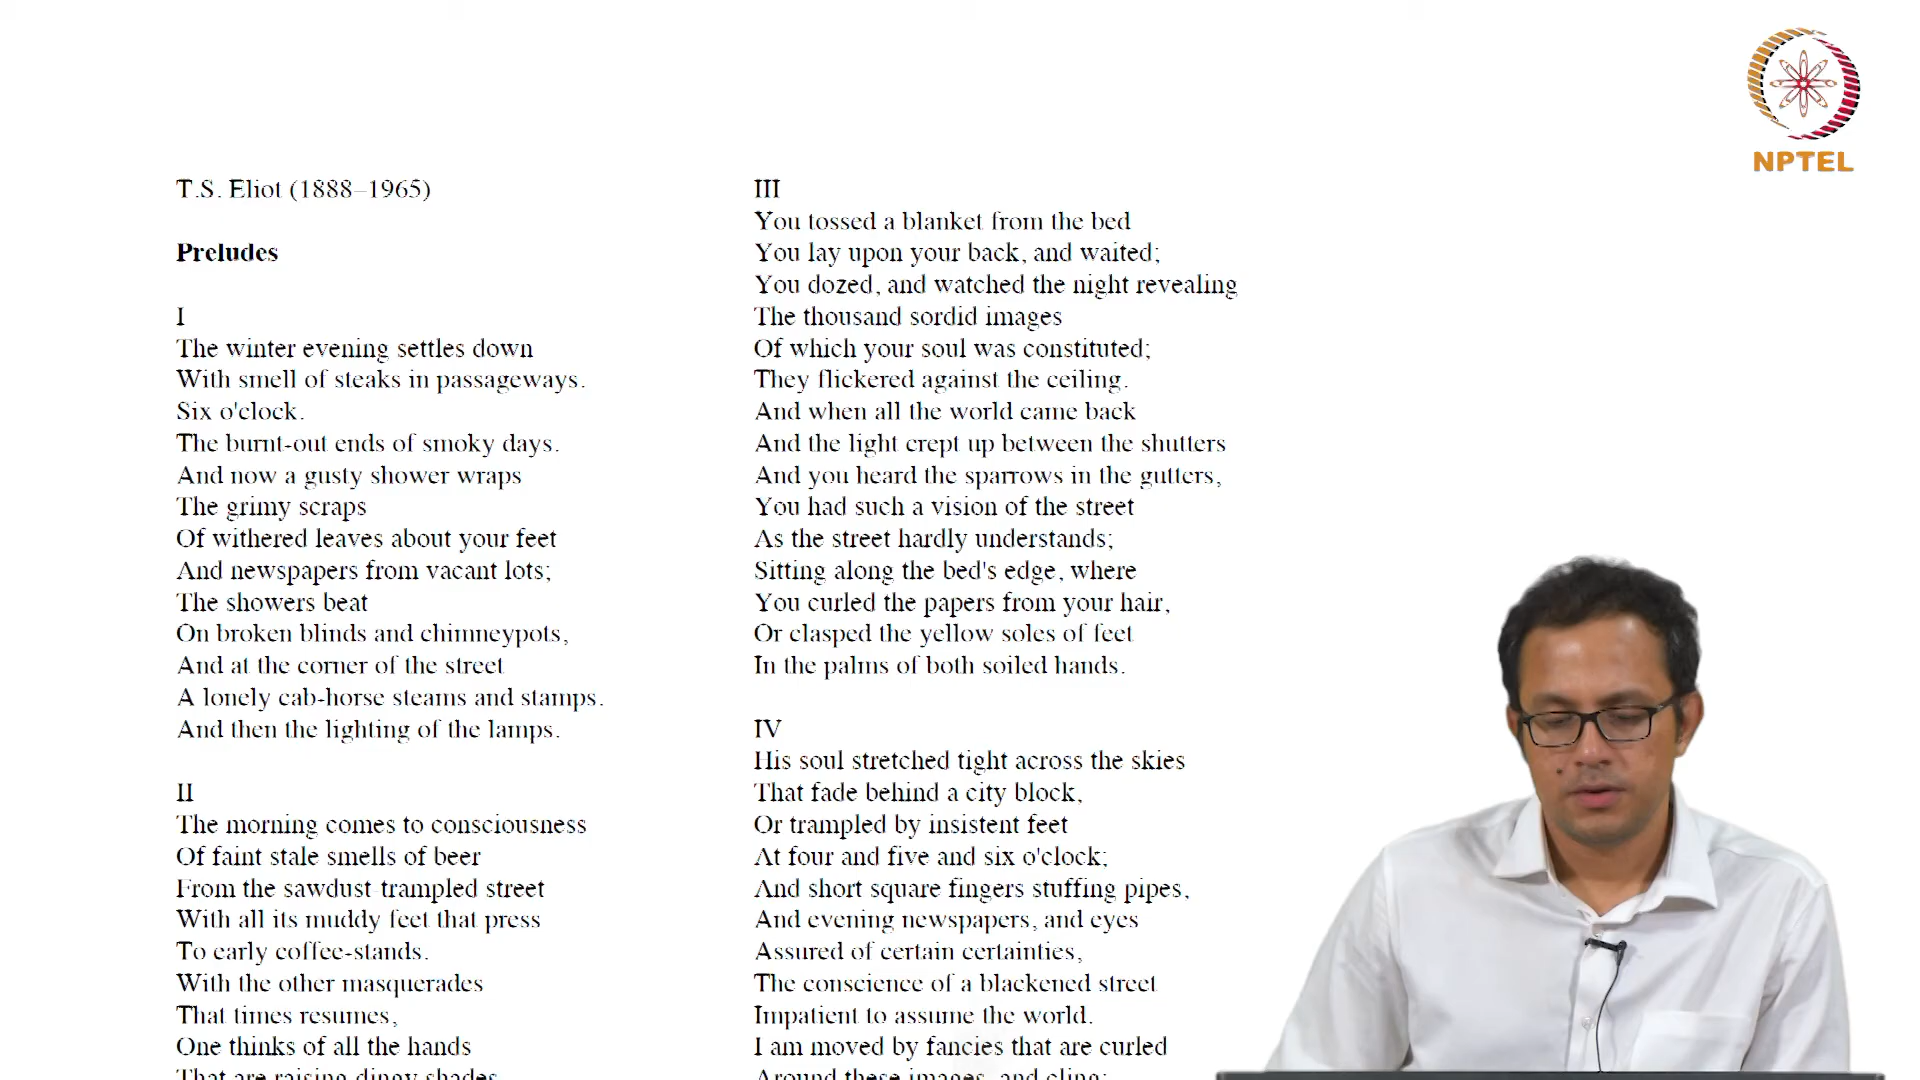 T.S. Eliot (1888–1965)
Preludes
I
The winter evening settles down
With smell of steaks in passageways.
Six o'clock.
The burnt-out ends of smoky days.
And now a gusty shower wraps
The grimy scraps
Of withered leaves about your feet
And newspapers from vacant lots;
The showers beat
On broken blinds and chimneypots,
And at the corner of the street
A lonely cab-horse steams and stamps.
And then the lighting of the lamps.
II
The morning comes to consciousness
Of faint stale smells of beer
From the sawdust-trampled street
With all its muddy feet that press
To early coffee-stands.
With the other masquerades
That times resumes,
One thinks of all the hands
That are raising dingy shades
III
You tossed a blanket from the bed
You lay upon your back, and waited;
You dozed, and watched the night revealing
The thousand sordid images
Of which your soul was constituted;
They flickered against the ceiling.
And when all the world came back
And the light crept up between the shutters
And you heard the sparrows in the gutters,
You had such a vision of the street
As the street hardly understands;
Sitting along the bed's edge, where
You curled the papers from your hair,
Or clasped the yellow soles of feet
In the palms of both soiled hands.
IV
His soul stretched tight across the skies
That fade behind a city block,
Or trampled by insistent feet
At four and five and six o'clock;
And short square fingers stuffing pipes,
And evening newspapers, and eyes
Assured of certain certainties,
The conscience of a blackened street
Impatient to assume the world.
I am moved by fancies that are curled
Around these images, and cling:
NPTEL